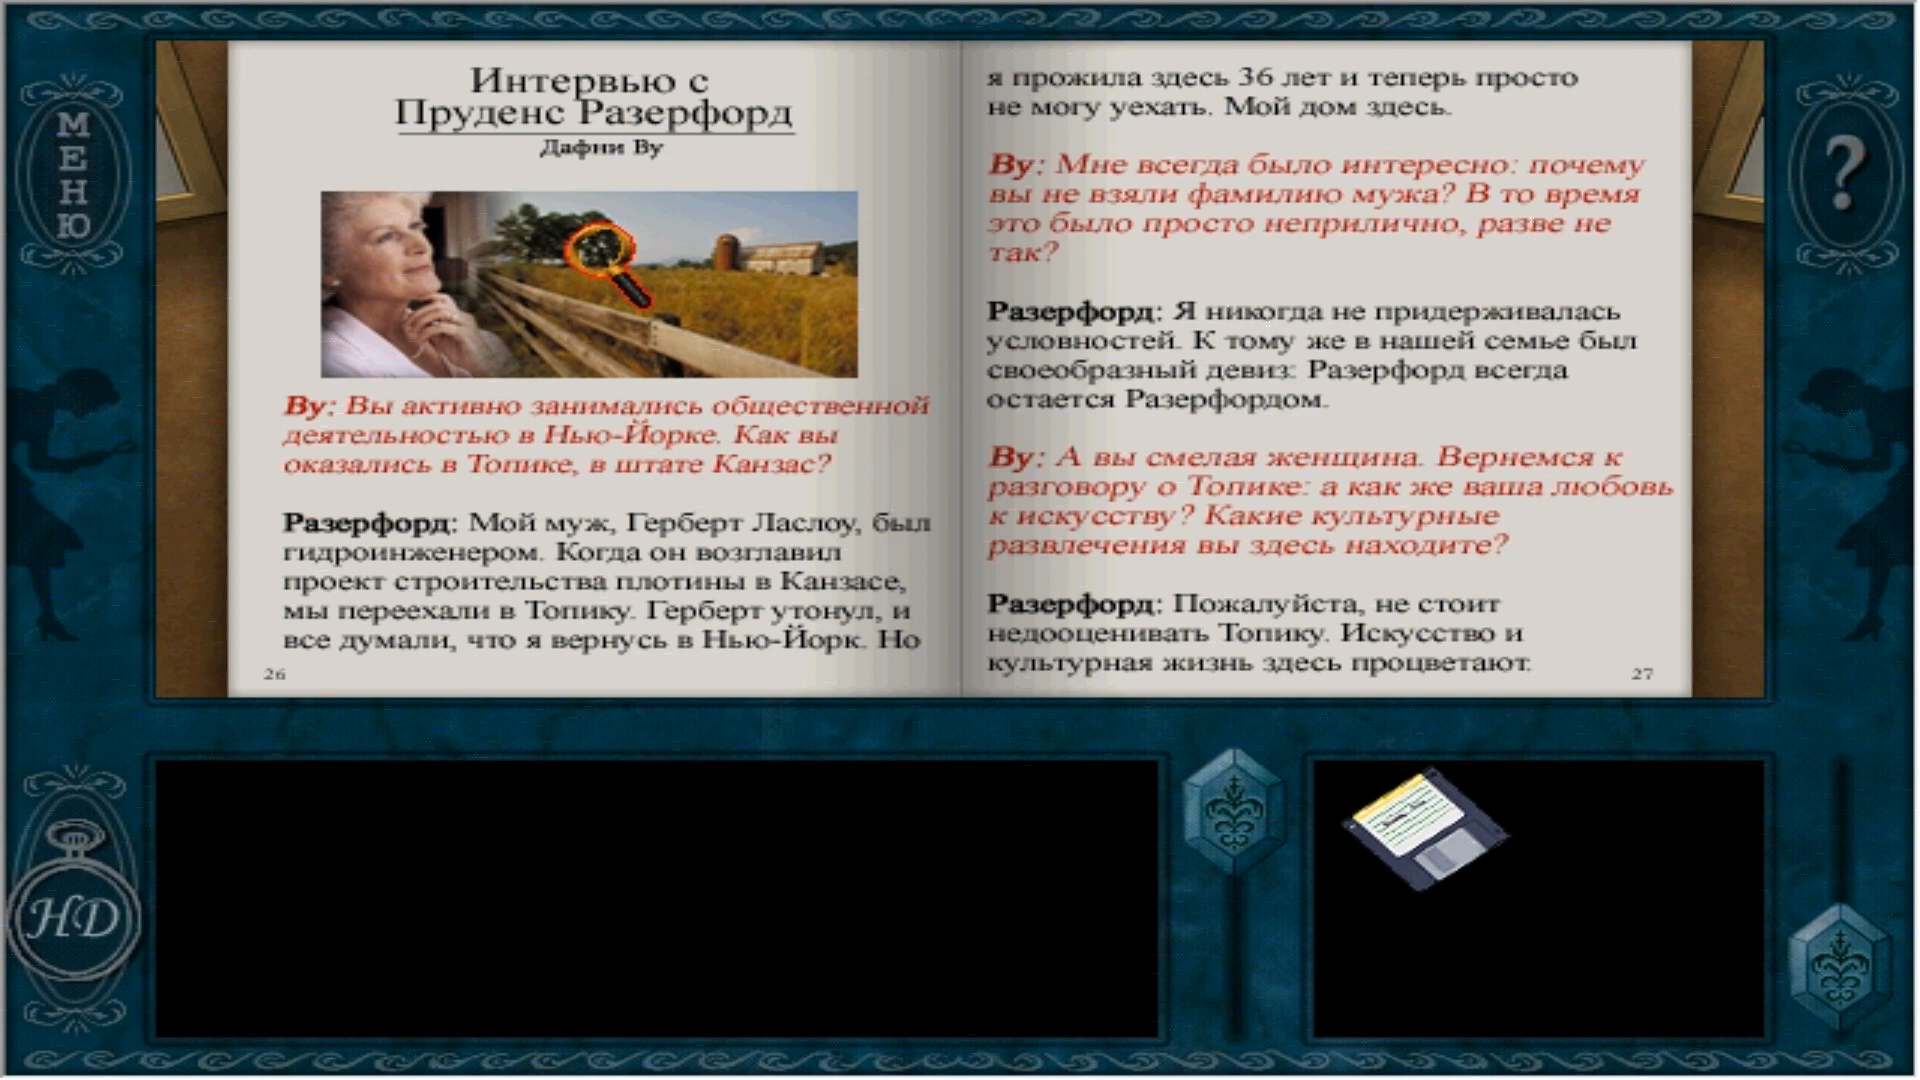 МЕНЮ
Интервью с
Пруденс Разерфорд
Дафни Ву
Ву: Вы активно занимались общественной
деятельностью в Нью-Йорке. Как вы
оказались в Топике, в штате Канзас?
Разерфорд: Мой муж, Герберт Ласлоу, был
гидроинженером. Когда он возглавил
проект строительства плотины в Канзасе,
мы переехали в Топику. Герберт утонул, и
все думали, что я вернусь в Нью-Йорк. Но
26
я прожила здесь 36 лет и теперь просто
не могу уехать. Мой дом здесь.
Ву: Мне всегда было интересно: почему
вы не взяли фамилию мужа? В то время
это было просто неприлично, разве не
так?
Разерфорд: Я никогда не придерживалась
условностей. К тому же в нашей семье был
своеобразный девиз: Разерфорд всегда
остается Разерфордом.
Ву: А вы смелая женщина. Вернемся к
разговору о Топике: а как же ваша любовь
к искусству? Какие культурные
развлечения вы здесь находите?
Разерфорд: Пожалуйста, не стоит
недооценивать Топику. Искусство и
культурная жизнь здесь процветают.
27
?
НД